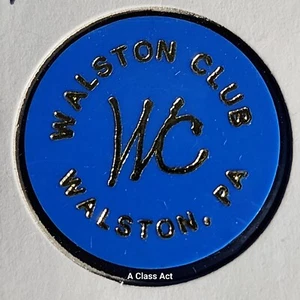 WALSTON CLUB
WC
WALSTON, PA
A Class Act